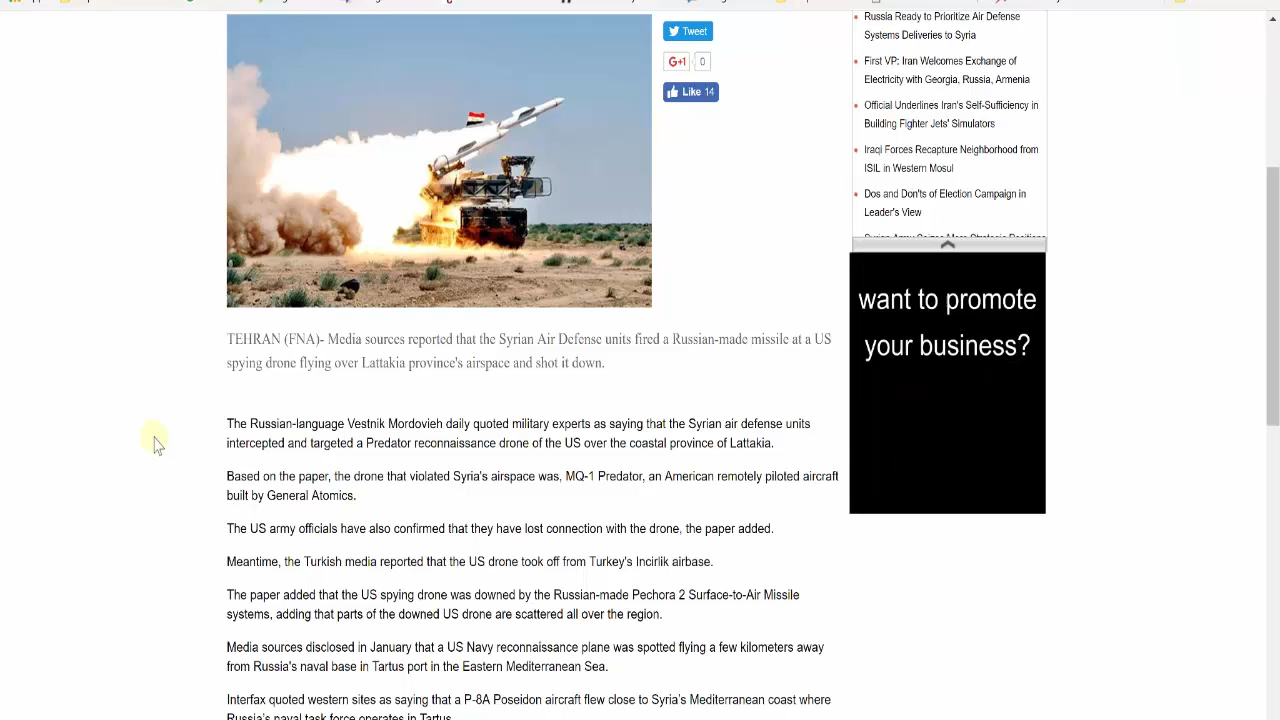 Tweet
G+1 0
Like 14
TEHRAN (FNA)- Media sources reported that the Syrian Air Defense units fired a Russian-made missile at a US
spying drone flying over Lattakia province's airspace and shot it down.
The Russian-language Vestnik Mordovieh daily quoted military experts as saying that the Syrian air defense units
intercepted and targeted a Predator reconnaissance drone of the US over the coastal province of Lattakia.
Based on the paper, the drone that violated Syria's airspace was, MQ-1 Predator, an American remotely piloted aircraft
built by General Atomics.
The US army officials have also confirmed that they have lost connection with the drone, the paper added.
Meantime, the Turkish media reported that the US drone took off from Turkey's Incirlik airbase.
The paper added that the US spying drone was downed by the Russian-made Pechora 2 Surface-to-Air Missile
systems, adding that parts of the downed US drone are scattered all over the region.
Media sources disclosed in January that a US Navy reconnaissance plane was spotted flying a few kilometers away
from Russia's naval base in Tartus port in the Eastern Mediterranean Sea.
Interfax quoted western sites as saying that a P-8A Poseidon aircraft flew close to Syria's Mediterranean coast where
Russia's naval task force operates in Tartus.
Russia Ready to Prioritize Air Defense
Systems Deliveries to Syria
First VP: Iran Welcomes Exchange of
Electricity with Georgia, Russia, Armenia
Official Underlines Iran's Self-Sufficiency in
Building Fighter Jets' Simulators
Iraqi Forces Recapture Neighborhood from
ISIL in Western Mosul
Dos and Don'ts of Election Campaign in
Leader's View
want to promote
your business?